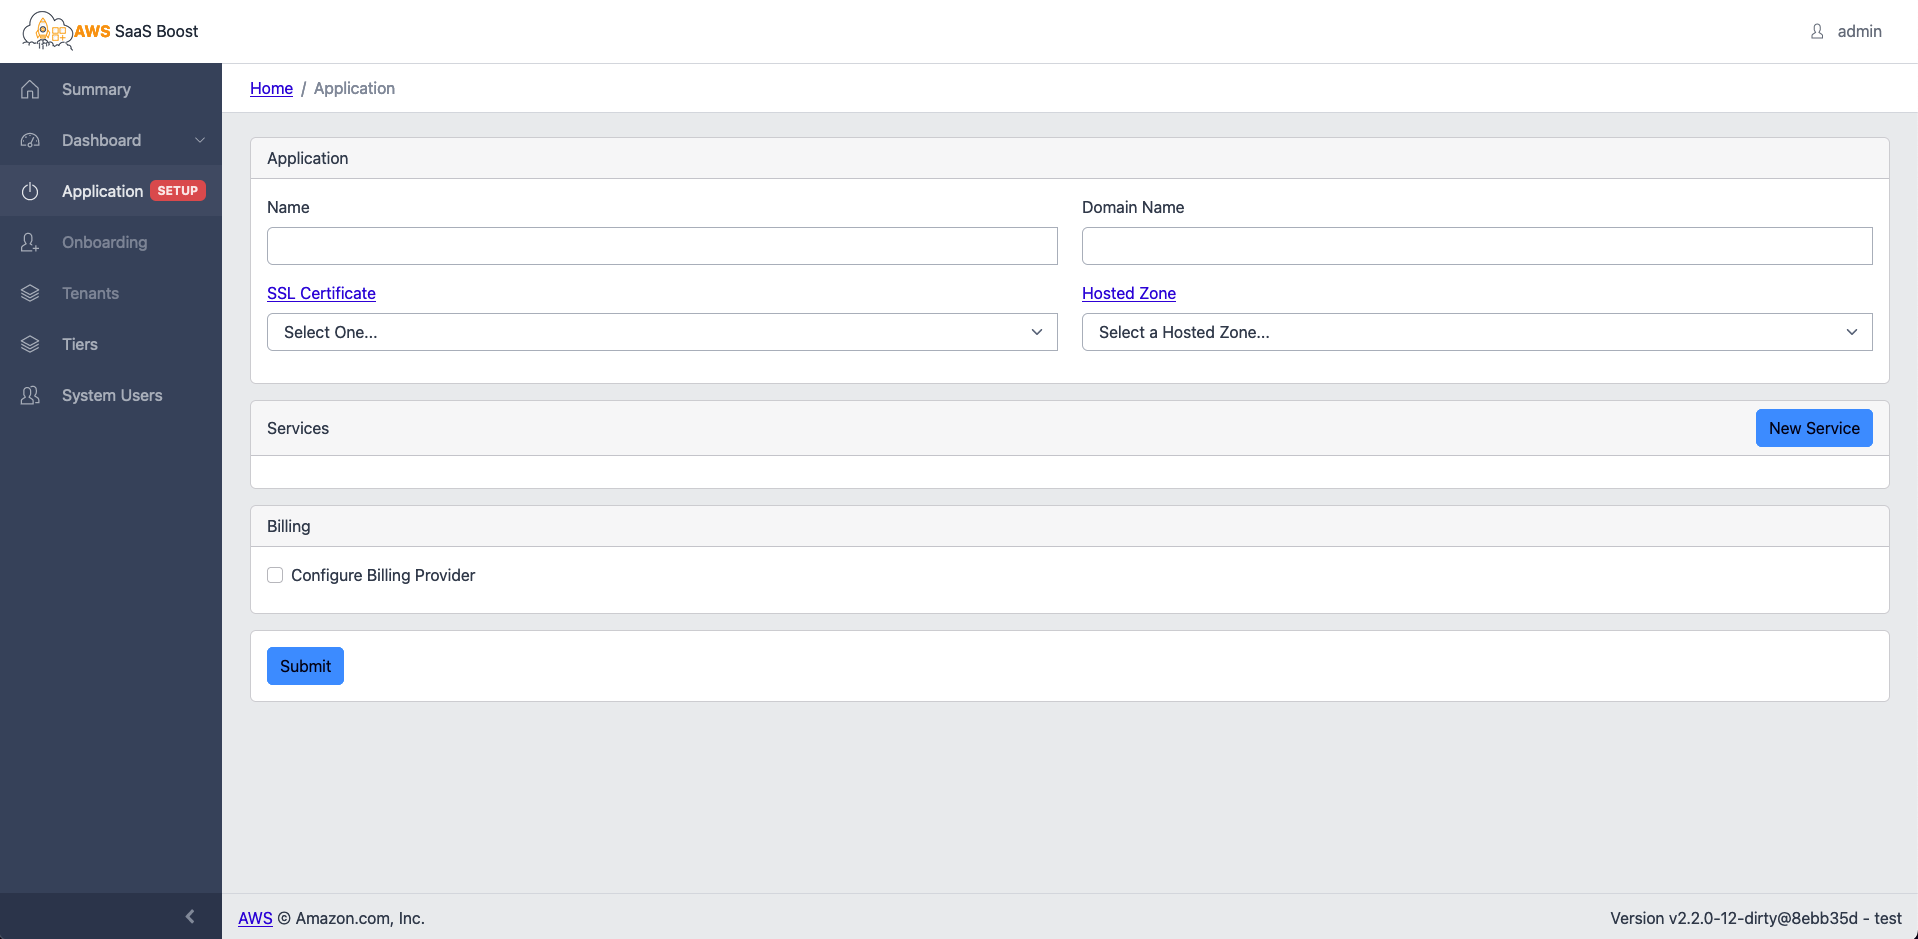 AWS SaaS Boost
admin
Summary
Dashboard
Application SETUP
Onboarding
Tenants
Tiers
System Users
Home / Application
Application
Name
Domain Name
SSL Certificate
Hosted Zone
Select One...
Select a Hosted Zone...
Services
New Service
Billing
Configure Billing Provider
Submit
AWS © Amazon.com, Inc.
Version v2.2.0-12-dirty@8ebb35d - test